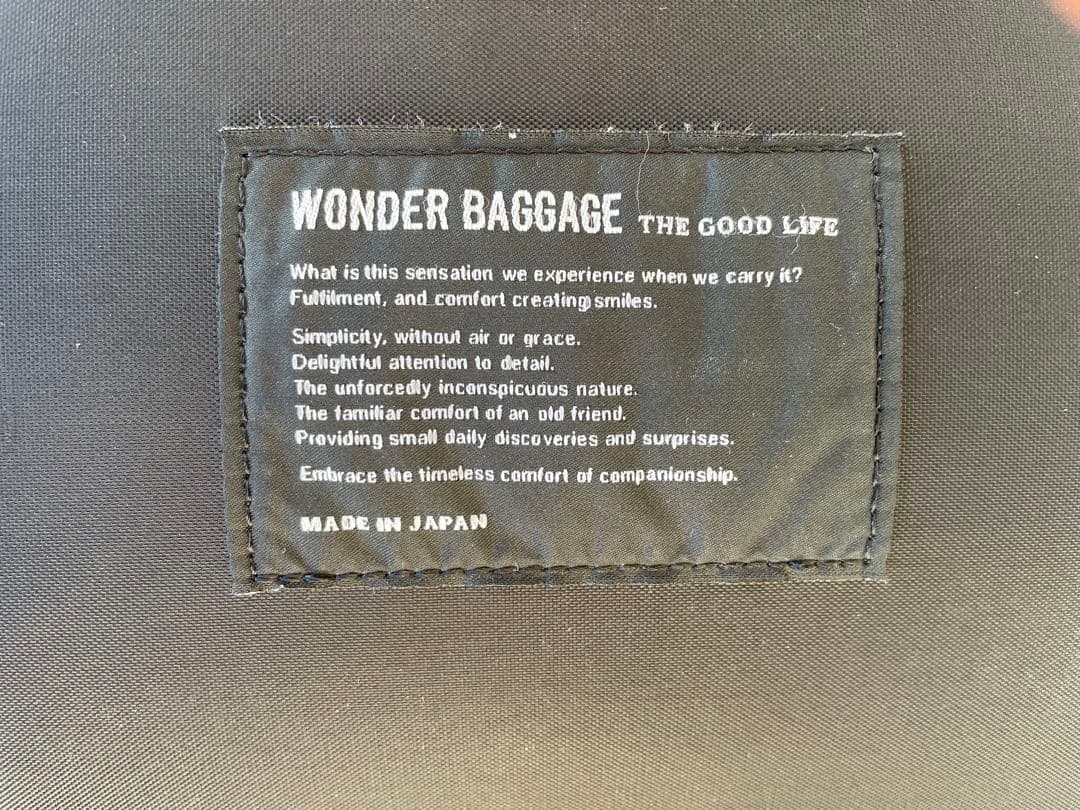 WONDER BAGGAGE THE GOOD LIFE
What is this sensation we experience when we carry it?
Fulfilment, and comfort creating smiles.
Simplicity, without air or grace.
Delightful attention to detail.
The unforcedly inconspicuous nature.
The familiar comfort of an old friend.
Providing small daily discoveries and surprises.
Embrace the timeless comfort of companionship.
MADE IN JAPAN